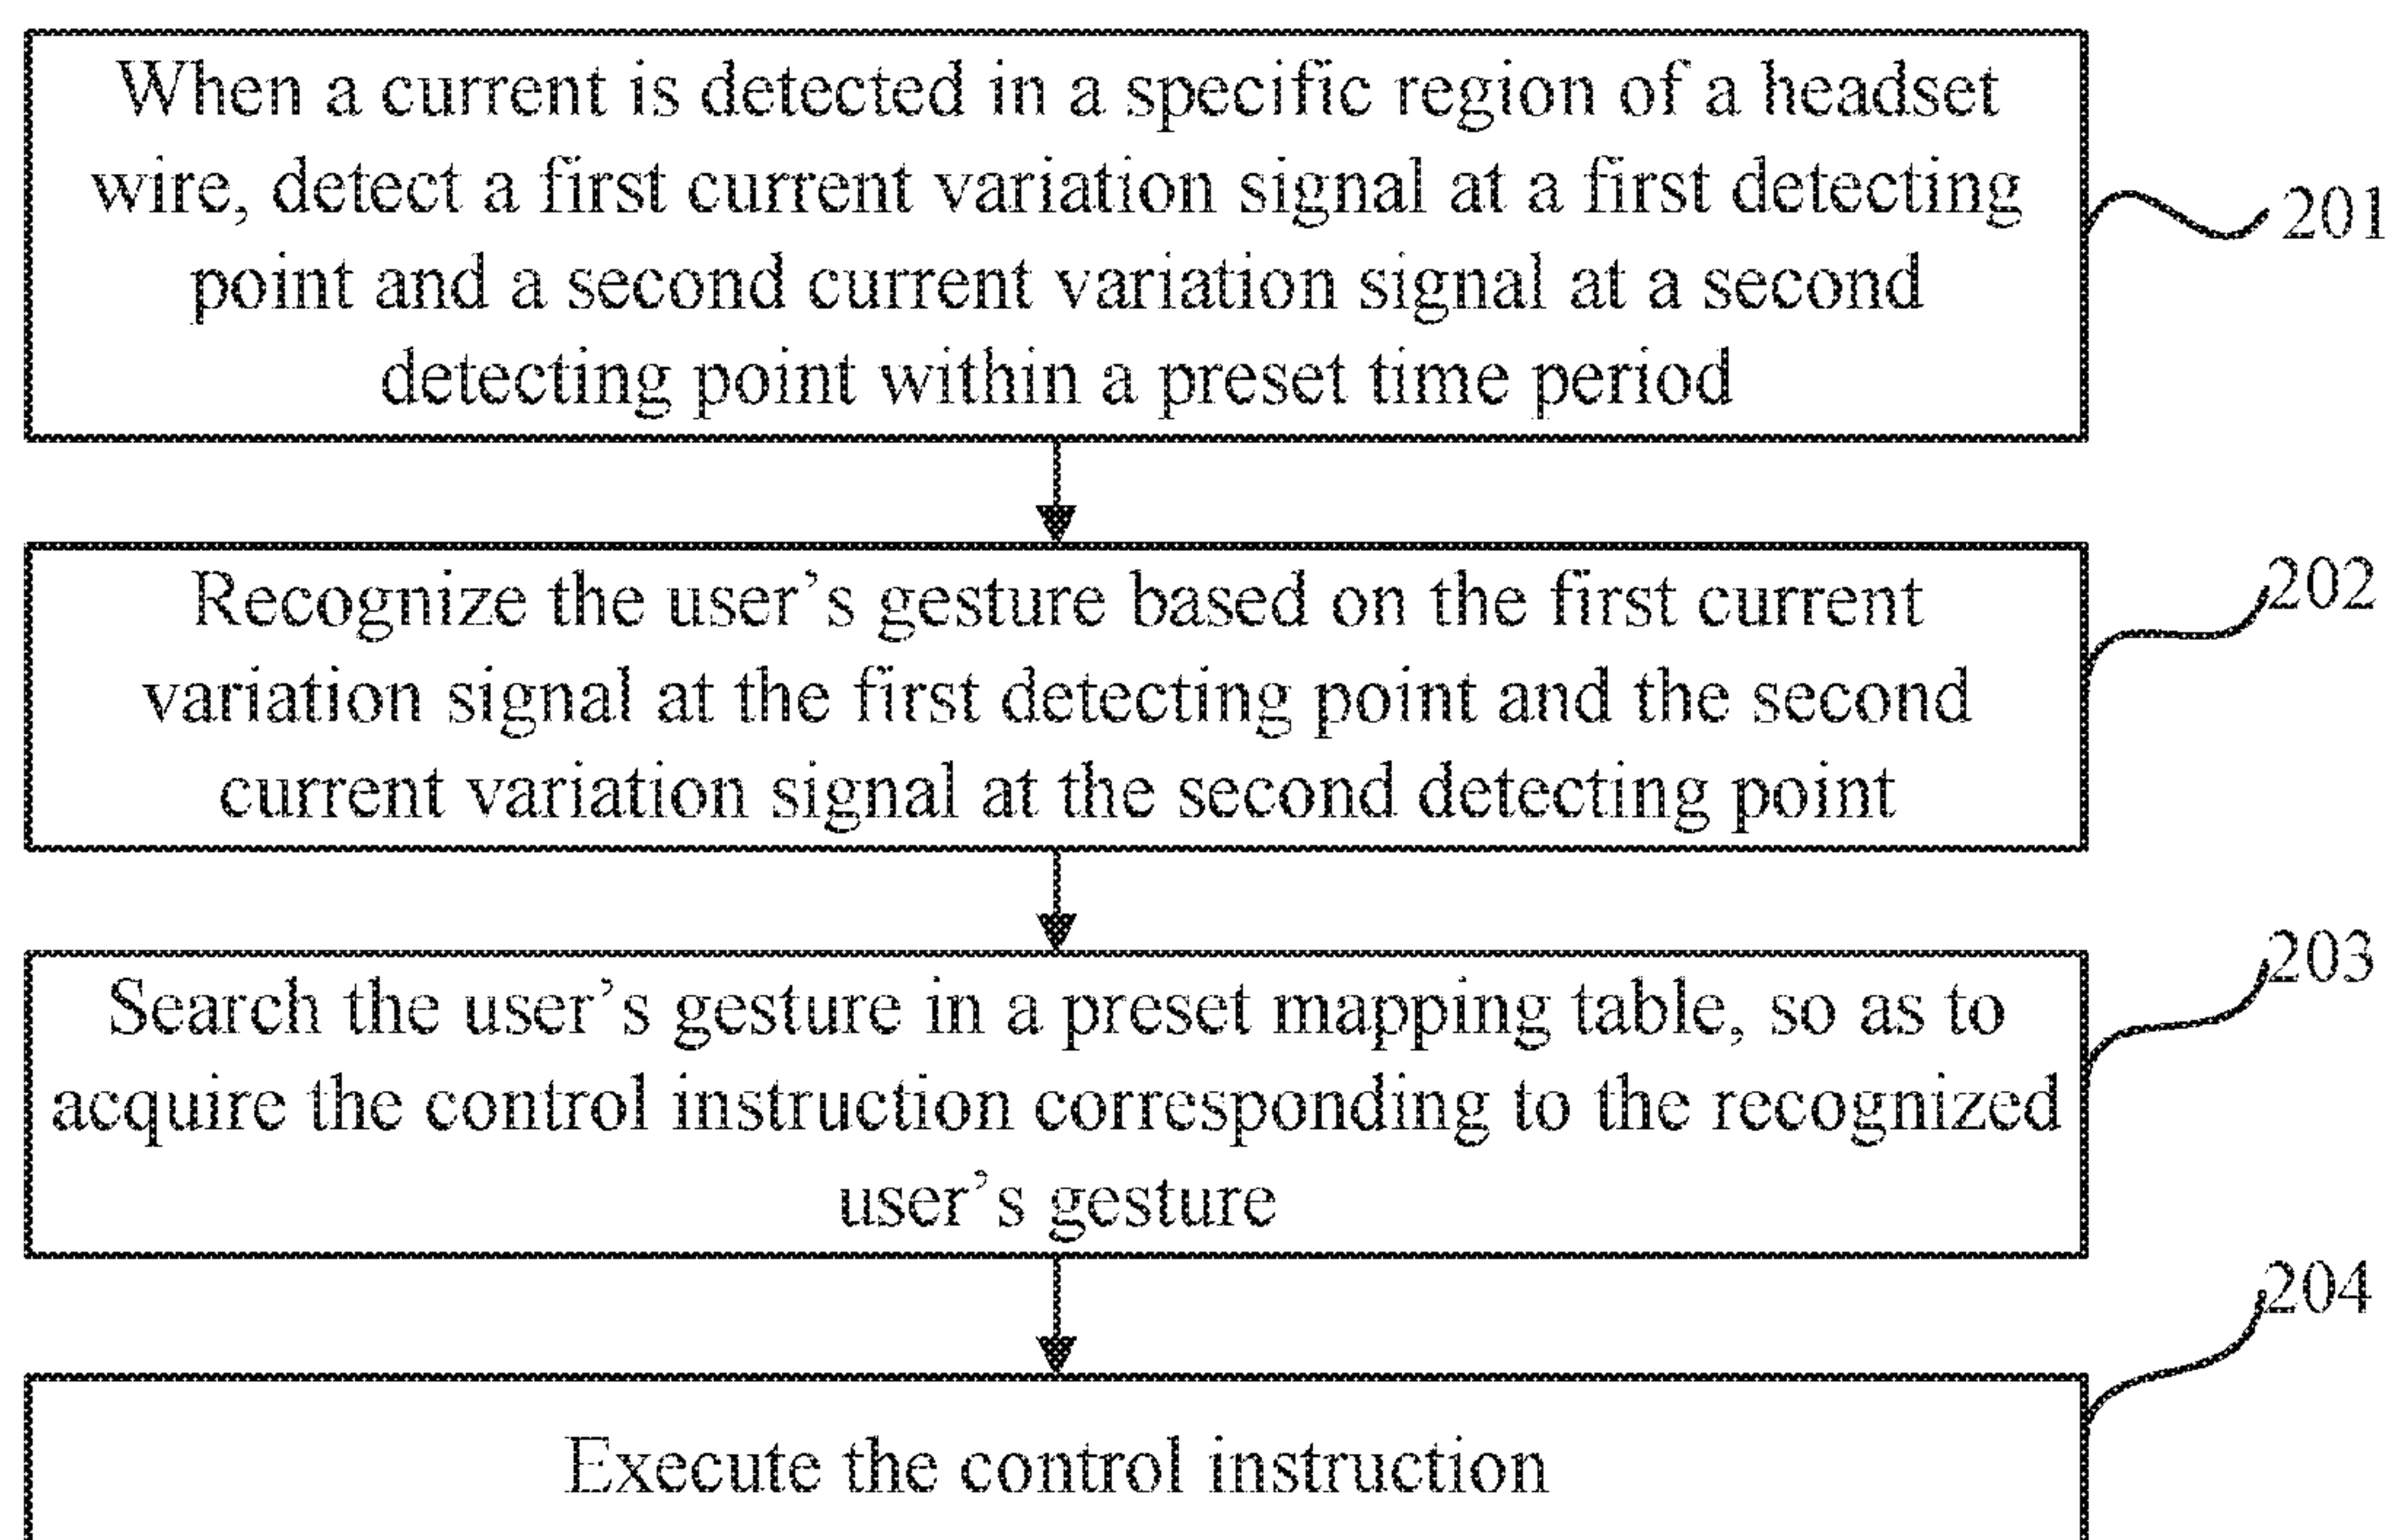 When a current is detected in a specific region of a headset
wire, detect a first current variation signal at a first detecting
point and a second current variation signal at a second
detecting point within a preset time period
201
Recognize the user's gesture based on the first current
variation signal at the first detecting point and the second
current variation signal at the second detecting point
202
Search the user's gesture in a preset mapping table, so as to
acquire the control instruction corresponding to the recognized
user's gesture
203
Execute the control instruction
204